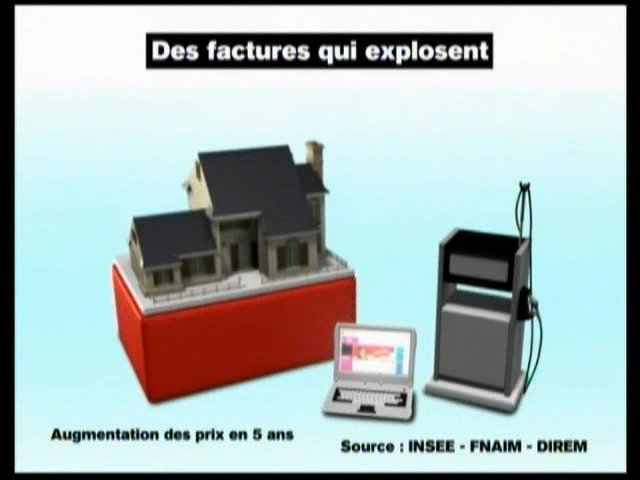 Des factures qui explosent
Augmentation des prix en 5 ans
Source : INSEE - FNAIM - DIREM